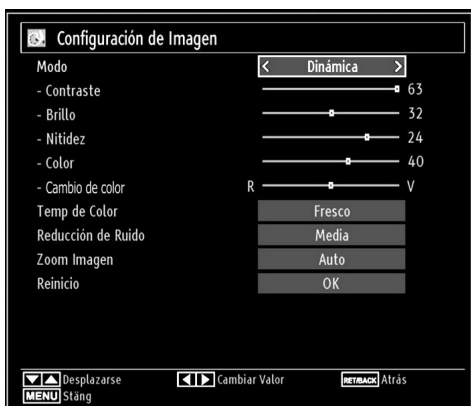 Configuración de Imagen
Modo < Dinámica >
- Contraste 63
- Brillo 32
- Nitidez 24
- Color 40
- Cambio de color R V
Temp de Color Fresco
Reducción de Ruido Media
Zoom Imagen Auto
Reinicio OK
Desplazarse Cambiar Valor RET/BACK Atrás
MENU Stäng